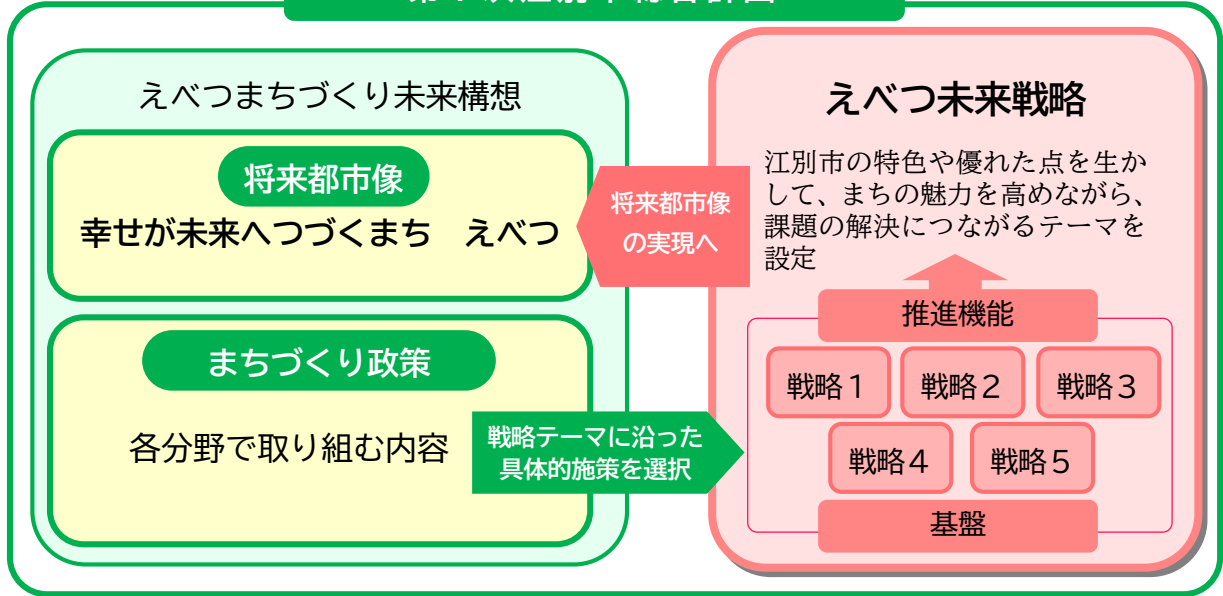 えべつまちづくり未来構想
将来都市像
幸せが未来へつづくまち　えべつ
まちづくり政策
各分野で取り組む内容
将来都市像
の実現へ
戦略テーマに沿った
具体的施策を選択
えべつ未来戦略
江別市の特色や優れた点を生か
して、まちの魅力を高めながら、
課題の解決につながるテーマを
設定
推進機能
戦略１
戦略２
戦略３
戦略４
戦略５
基盤